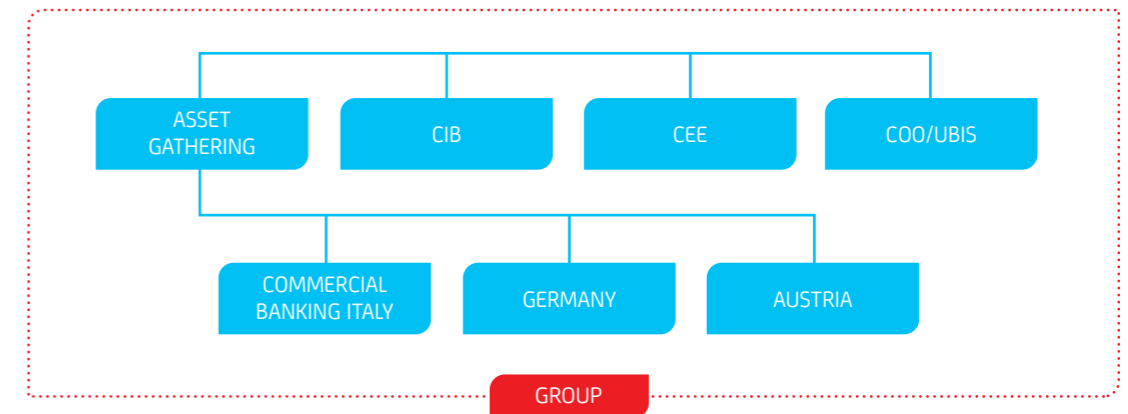 ASSET
GATHERING
CIB
CEE
COO/UBIS
COMMERCIAL
BANKING ITALY
GERMANY
AUSTRIA
GROUP